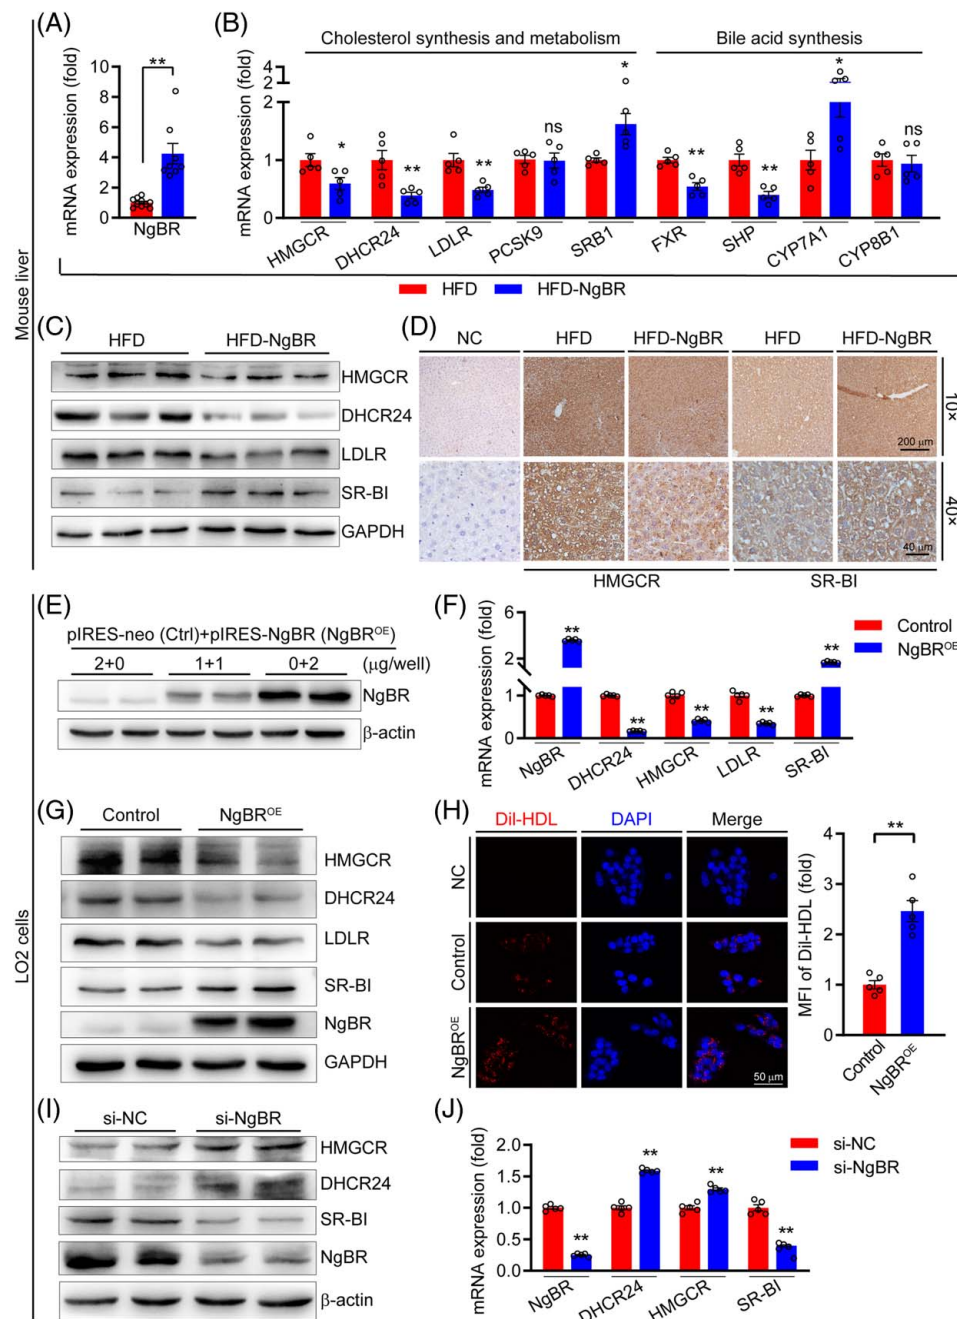 Mouse liver
(A)
mRNA expression (fold)
10
8
6
4
2
0
**
NgBR
(B)
Cholesterol synthesis and metabolism
Bile acid synthesis
mRNA expression (fold)
4
2
2
1
0
*
**
**
ns
*
**
**
*
ns
HMGCR
DHCR24
LDLR
PCSK9
SRB1
FXR
SHP
CYP7A1
CYP8B1
HFD
HFD-NgBR
(C)
HFD
HFD-NgBR
HMGCR
DHCR24
LDLR
SR-BI
GAPDH
(D)
NC
HFD
HFD-NgBR
HFD
HFD-NgBR
10×
200 μm
40×
40 μm
HMGCR
SR-BI
LO2 cells
(E)
pIRES-neo (Ctrl)+pIRES-NgBR (NgBR^OE)
2+0
1+1
0+2
(μg/well)
NgBR
β-actin
(F)
mRNA expression (fold)
6
4
2
1
0
**
**
**
**
**
NgBR
DHCR24
HMGCR
LDLR
SR-BI
Control
NgBR^OE
(G)
Control
NgBR^OE
HMGCR
DHCR24
LDLR
SR-BI
NgBR
GAPDH
(H)
Dil-HDL
DAPI
Merge
NC
Control
NgBR^OE
50 μm
MFI of Dil-HDL (fold)
4
3
2
1
0
**
Control
NgBR^OE
(I)
si-NC
si-NgBR
HMGCR
DHCR24
SR-BI
NgBR
β-actin
(J)
mRNA expression (fold)
2.0
1.5
1.0
0.5
0.0
**
**
**
**
NgBR
DHCR24
HMGCR
SR-BI
si-NC
si-NgBR